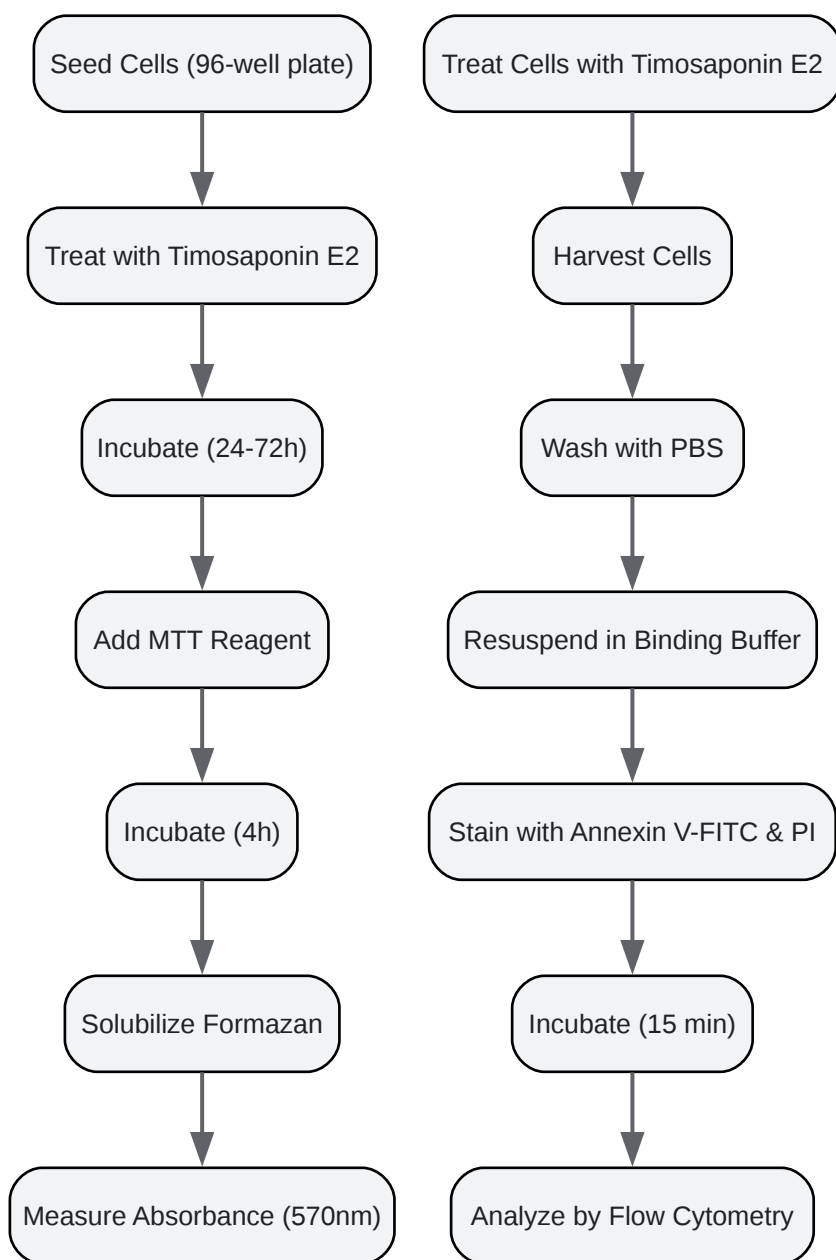 Seed Cells (96-well plate)
Treat with Timosaponin E2
Incubate (24-72h)
Add MTT Reagent
Incubate (4h)
Solubilize Formazan
Measure Absorbance (570nm)
Treat Cells with Timosaponin E2
Harvest Cells
Wash with PBS
Resuspend in Binding Buffer
Stain with Annexin V-FITC & PI
Incubate (15 min)
Analyze by Flow Cytometry